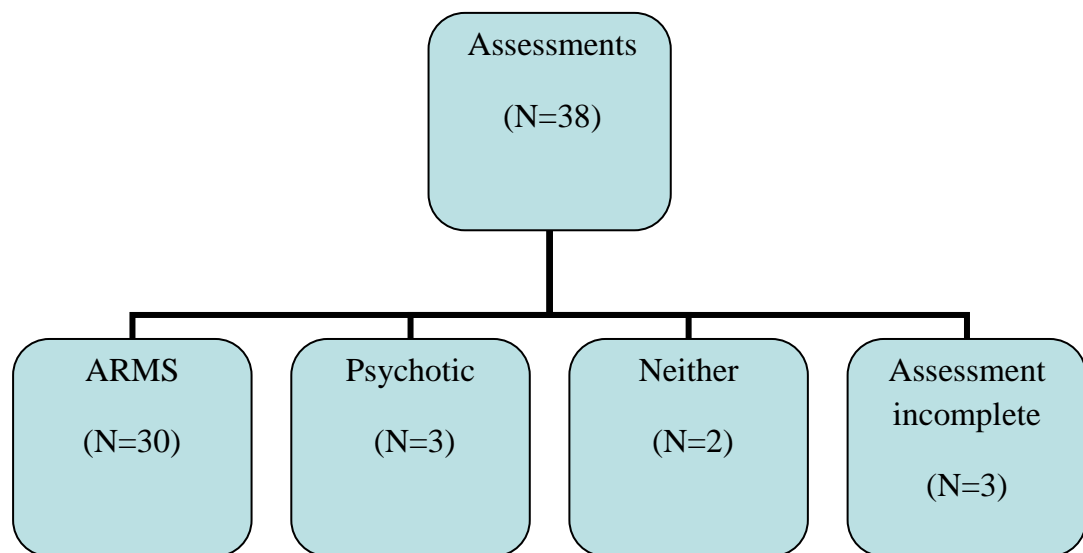 Assessments
(N=38)
ARMS
(N=30)
Psychotic
(N=3)
Neither
(N=2)
Assessment
incomplete
(N=3)